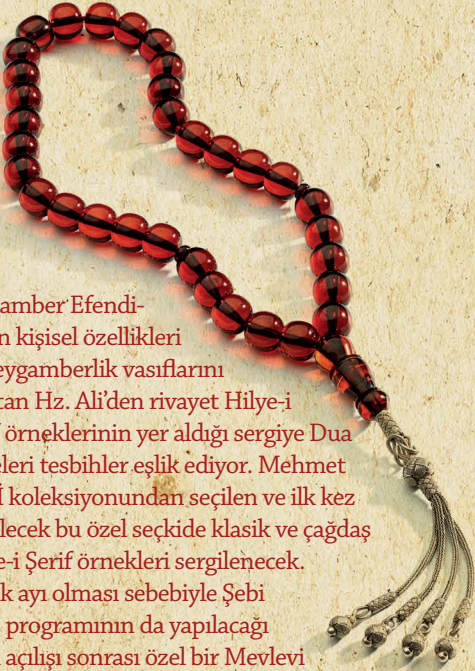 amber Efendi-
n kişisel özellikleri
eygamberlik vasıflarını
tan Hz. Ali’den rivayet Hilye-i
örneklerinin yer aldığı sergiye Dua
eleri tesbihler eşlik ediyor. Mehmet
koleksiyonundan seçilen ve ilk kez
ilecek bu özel seçkide klasik ve çağdaş
e-i Şerif örnekleri sergilenecek.
k ayı olması sebebiyle Şebi
programının da yapılacağı
açılışı sonrası özel bir Mevlevi